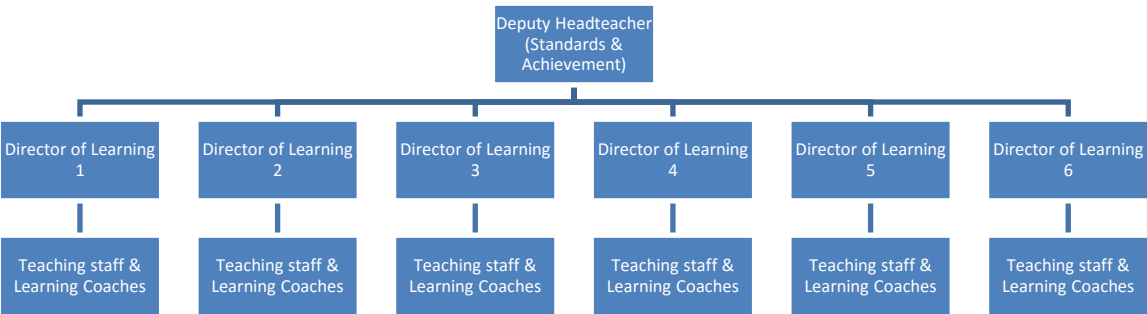 Deputy Headteacher
(Standards &
Achievement)
Director of Learning
1
Director of Learning
2
Director of Learning
3
Director of Learning
4
Director of Learning
5
Director of Learning
6
Teaching staff &
Learning Coaches
Teaching staff &
Learning Coaches
Teaching staff &
Learning Coaches
Teaching staff &
Learning Coaches
Teaching staff &
Learning Coaches
Teaching staff &
Learning Coaches